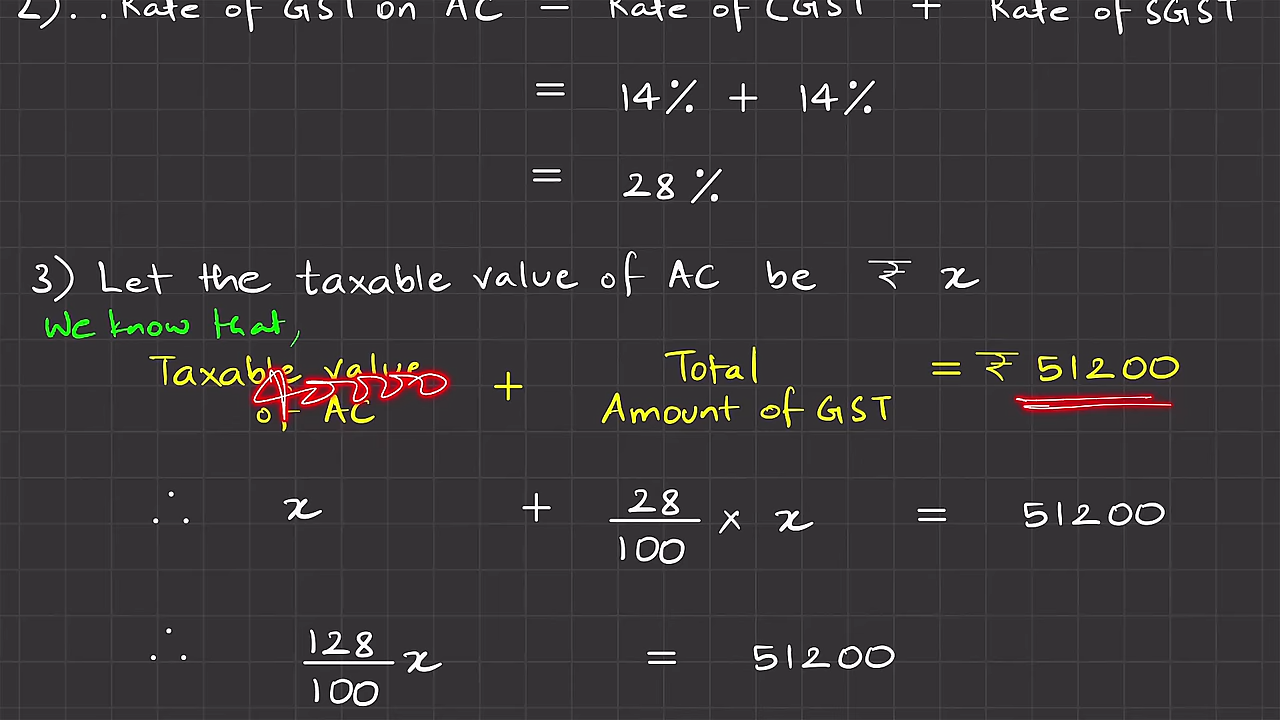 2) ∴ Rate of GST on AC = Rate of CGST + Rate of SGST
= 14% + 14%
= 28%
3) Let the taxable value of AC be ₹ x
We know that,
Taxable value of AC + Total Amount of GST = ₹ 51200
40000
∴ x + 28/100 × x = 51200
∴ 128/100 x = 51200